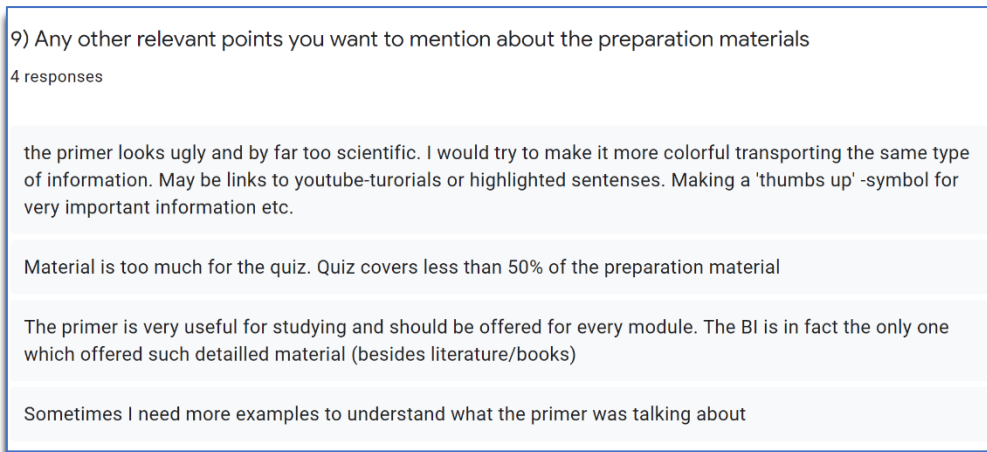 9) Any other relevant points you want to mention about the preparation materials
4 responses
the primer looks ugly and by far too scientific. I would try to make it more colorful transporting the same type
of information. May be links to youtube-turorials or highlighted sentenses. Making a 'thumbs up' -symbol for
very important information etc.
Material is too much for the quiz. Quiz covers less than 50% of the preparation material
The primer is very useful for studying and should be offered for every module. The BI is in fact the only one
which offered such detailled material (besides literature/books)
Sometimes I need more examples to understand what the primer was talking about